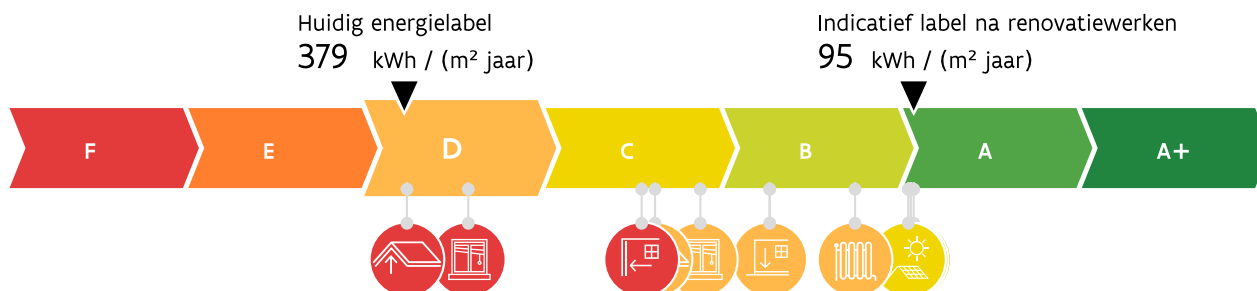 Huidig energielabel
379 kWh / (m² jaar)
Indicatief label na renovatiewerken
95 kWh / (m² jaar)
F E D C B A A+